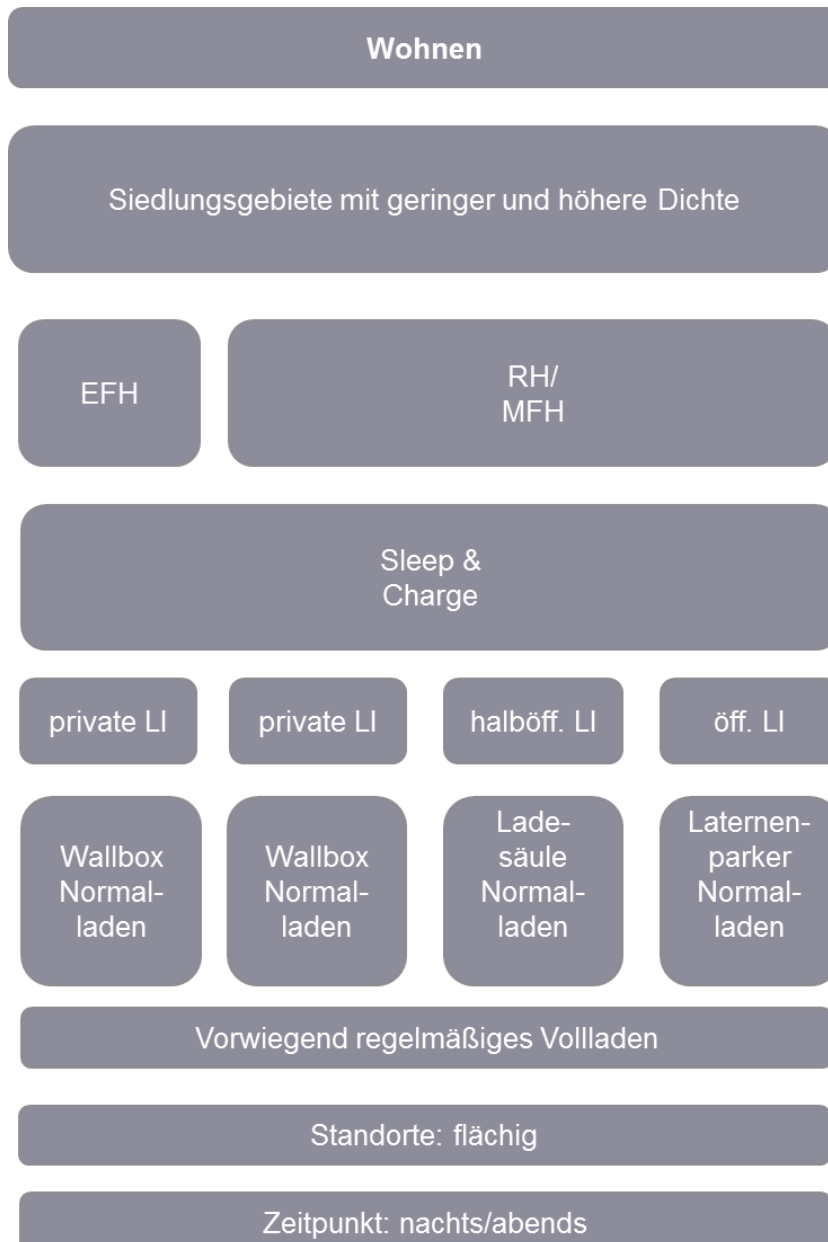 Wohnen
Siedlungsgebiete mit geringer und höhere Dichte
EFH
RH/
MFH
Sleep &
Charge
private LI
private LI
halböff. LI
öff. LI
Wallbox
Normal-
laden
Wallbox
Normal-
laden
Lade-
säule
Normal-
laden
Laternen-
parker
Normal-
laden
Vorwiegend regelmäßiges Vollladen
Standorte: flächig
Zeitpunkt: nachts/abends